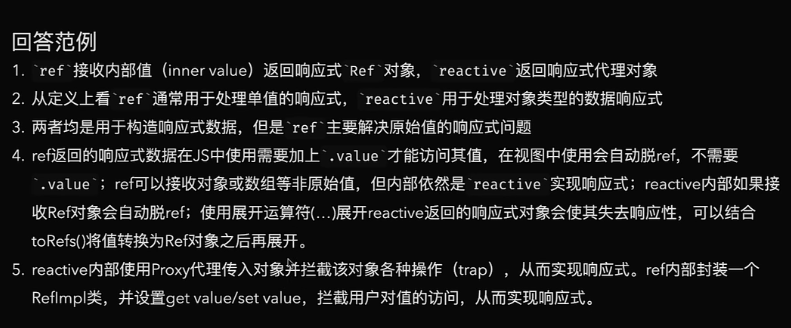 回答范例
1. `ref`接收内部值（inner value）返回响应式`Ref`对象，`reactive`返回响应式代理对象
2. 从定义上看`ref`通常用于处理单值的响应式，`reactive`用于处理对象类型的数据响应式
3. 两者均是用于构造响应式数据，但是`ref`主要解决原始值的响应式问题
4. ref返回的响应式数据在JS中使用需要加上`.value`才能访问其值，在视图中使用会自动脱ref，不需要
`.value`；ref可以接收对象或数组等非原始值，但内部依然是`reactive`实现响应式；reactive内部如果接
收Ref对象会自动脱ref；使用展开运算符(...)展开reactive返回的响应式对象会使其失去响应性，可以结合
toRefs()将值转换为Ref对象之后再展开。
5. reactive内部使用Proxy代理传入对象并拦截该对象各种操作（trap），从而实现响应式。ref内部封装一个
RefImpl类，并设置get value/set value，拦截用户对值的访问，从而实现响应式。